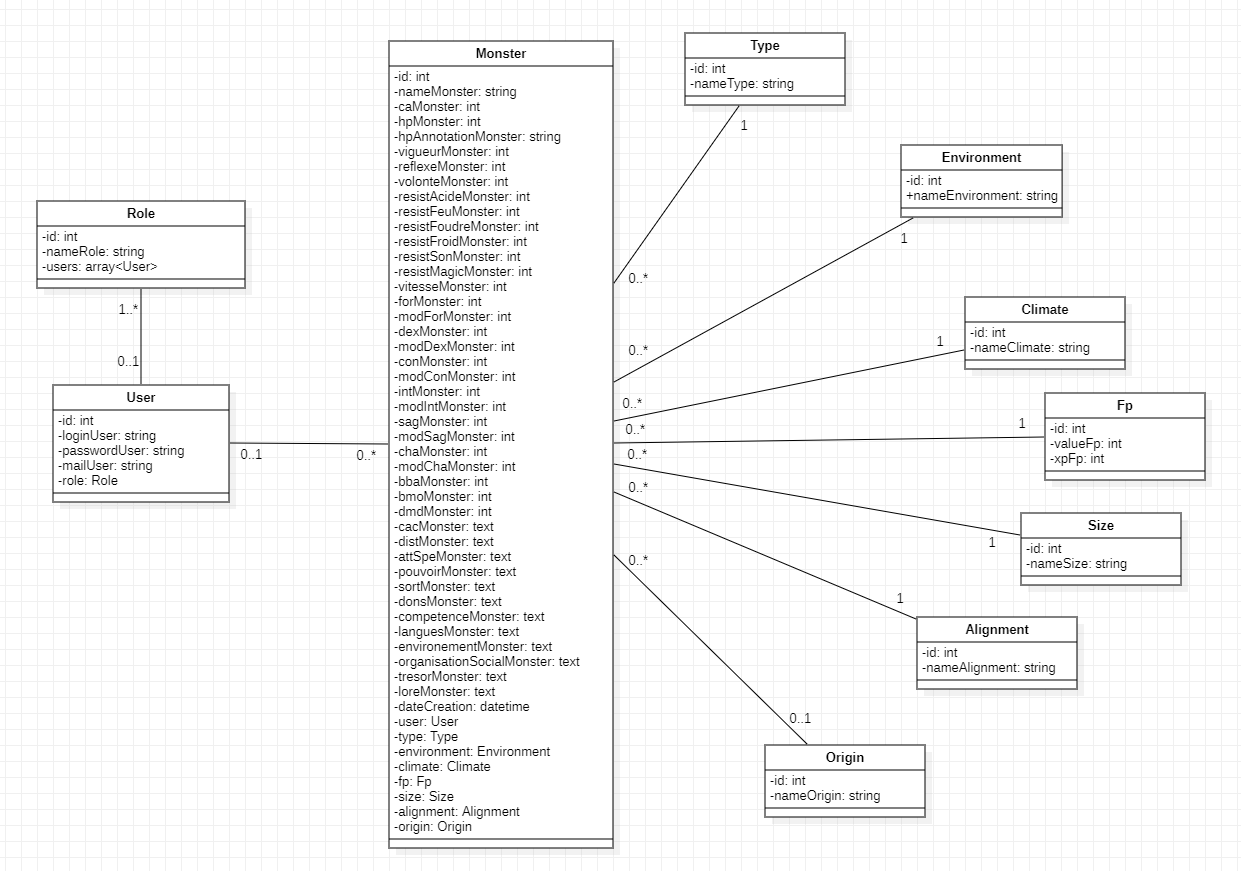 Role
-id: int
-nameRole: string
-users: array<User>
1..*
0..1
User
-id: int
-loginUser: string
-passwordUser: string
-mailUser: string
-role: Role
0..1
0..*
Monster
-id: int
-nameMonster: string
-caMonster: int
-hpMonster: int
-hpAnnotationMonster: string
-vigueurMonster: int
-reflexeMonster: int
-volonteMonster: int
-resistAcideMonster: int
-resistFeuMonster: int
-resistFoudreMonster: int
-resistFroidMonster: int
-resistSonMonster: int
-resistMagicMonster: int
-vitesseMonster: int
-forMonster: int
-modForMonster: int
-dexMonster: int
-modDexMonster: int
-conMonster: int
-modConMonster: int
-intMonster: int
-modIntMonster: int
-sagMonster: int
-modSagMonster: int
-chaMonster: int
-modChaMonster: int
-bbaMonster: int
-bmoMonster: int
-dmdMonster: int
-cacMonster: text
-distMonster: text
-attSpeMonster: text
-pouvoirMonster: text
-sortMonster: text
-donsMonster: text
-competenceMonster: text
-languesMonster: text
-environementMonster: text
-organisationSocialMonster: text
-tresorMonster: text
-loreMonster: text
-dateCreation: datetime
-user: User
-type: Type
-environment: Environment
-climate: Climate
-fp: Fp
-size: Size
-alignment: Alignment
-origin: Origin
Type
-id: int
-nameType: string
1
0..*
Environment
-id: int
+nameEnvironment: string
1
0..*
Climate
-id: int
-nameClimate: string
1
0..*
Fp
-id: int
-valueFp: int
-xpFp: int
1
0..*
Size
-id: int
-nameSize: string
1
0..*
Alignment
-id: int
-nameAlignment: string
1
0..*
Origin
-id: int
-nameOrigin: string
0..1
0..*